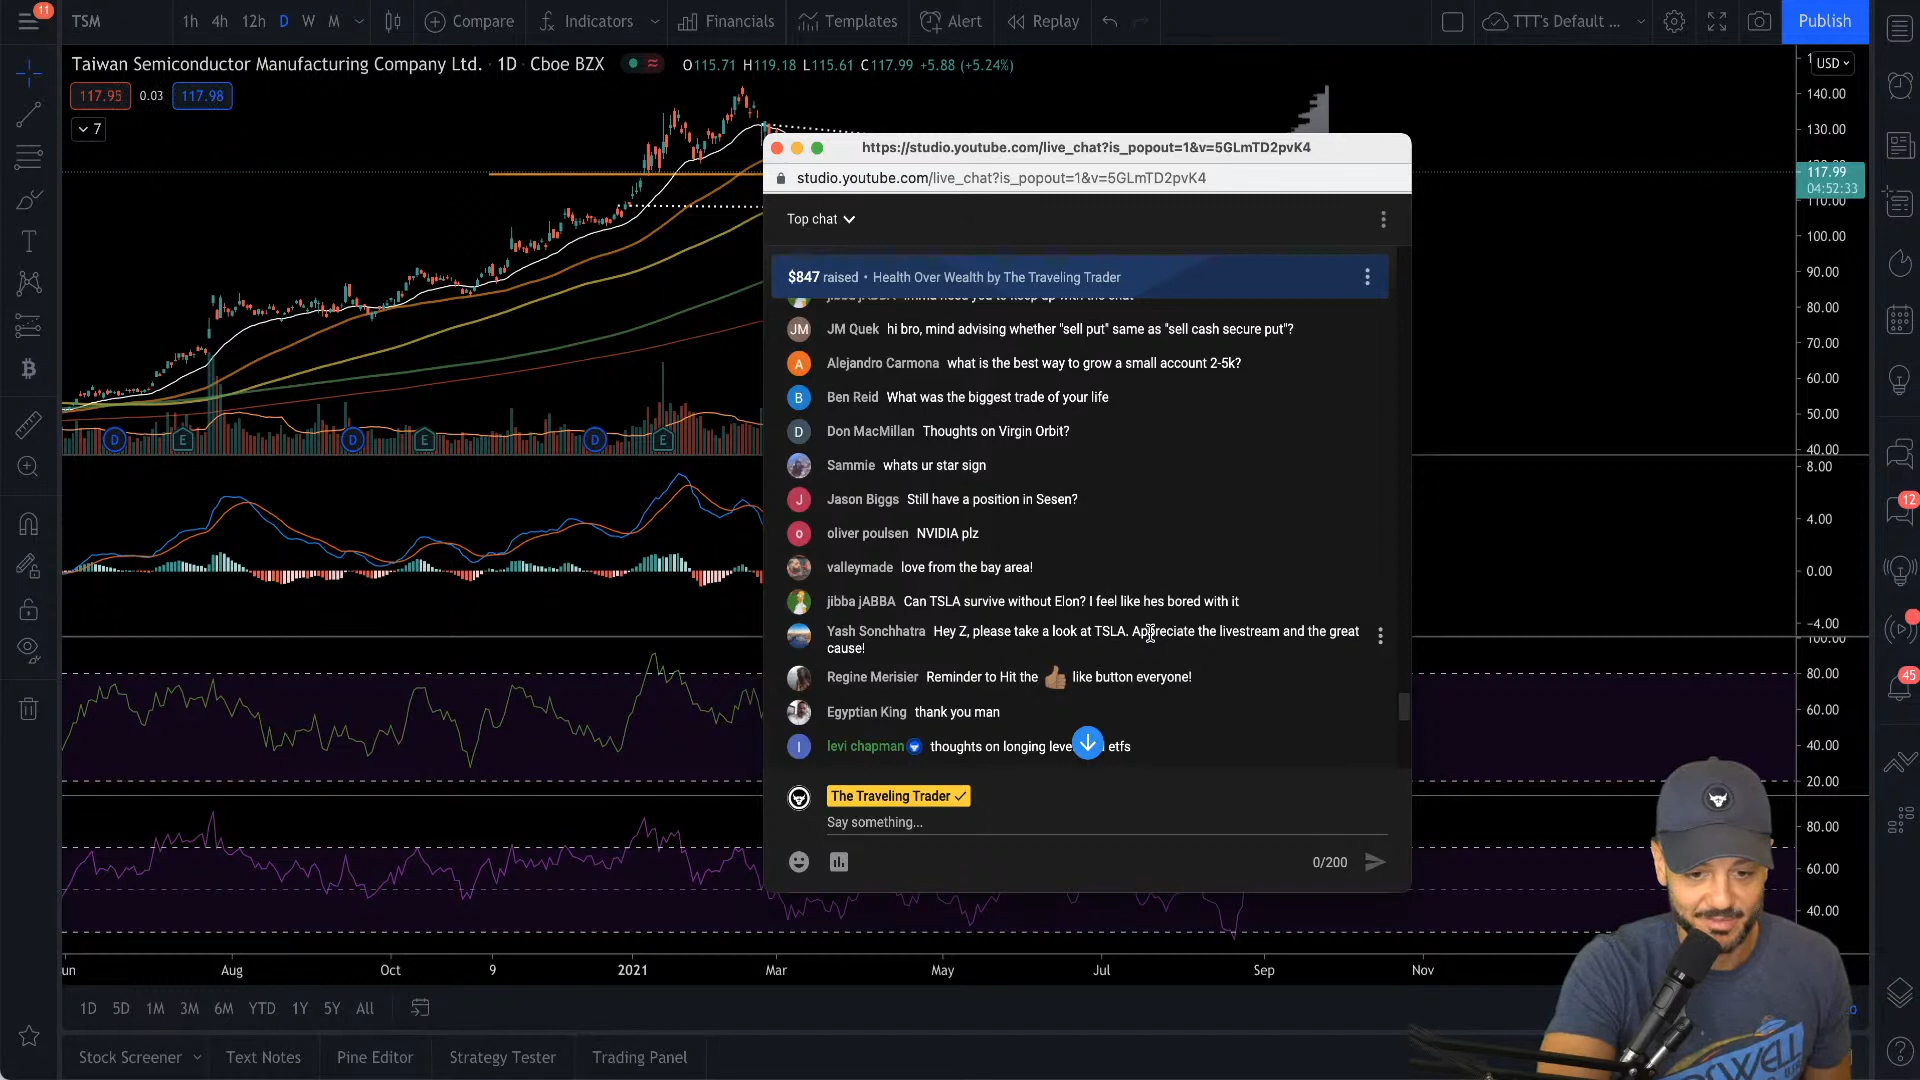 11
TSM
1h 4h 12h D W M
Compare
Indicators
Financials
Templates
Alert
Replay
TTT's Default ...
Publish
Taiwan Semiconductor Manufacturing Company Ltd. · 1D · Cboe BZX
O115.71 H119.18 L115.61 C117.99 +5.88 (+5.24%)
USD
117.95 0.03 117.98
7
140.00
130.00
117.99
04:52:33
110.00
100.00
90.00
80.00
70.00
60.00
50.00
40.00
8.00
4.00
0.00
−4.00
100.00
80.00
60.00
40.00
20.00
80.00
60.00
40.00
https://studio.youtube.com/live_chat?is_popout=1&v=5GLmTD2pvK4
studio.youtube.com/live_chat?is_popout=1&v=5GLmTD2pvK4
Top chat
$847 raised • Health Over Wealth by The Traveling Trader
JM JM Quek hi bro, mind advising whether "sell put" same as "sell cash secure put"?
A Alejandro Carmona what is the best way to grow a small account 2-5k?
B Ben Reid What was the biggest trade of your life
D Don MacMillan Thoughts on Virgin Orbit?
Sammie whats ur star sign
J Jason Biggs Still have a position in Sesen?
o oliver poulsen NVIDIA plz
valleymade love from the bay area!
jibba jABBA Can TSLA survive without Elon? I feel like hes bored with it
Yash Sonchhatra Hey Z, please take a look at TSLA. Appreciate the livestream and the great
cause!
Regine Merisier Reminder to Hit the like button everyone!
Egyptian King thank you man
l levi chapman thoughts on longing etfs
The Traveling Trader
Say something...
0/200
D E D E D E
12
45
Aug Oct 9 2021 Mar May Jul Sep Nov
1D 5D 1M 3M 6M YTD 1Y 5Y All
Stock Screener Text Notes Pine Editor Strategy Tester Trading Panel